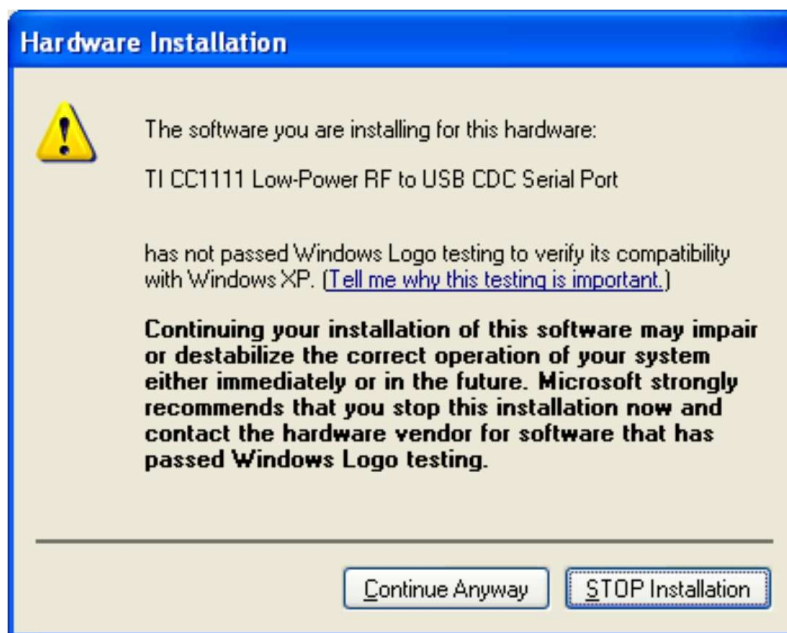 Hardware Installation
The software you are installing for this hardware:
TI CC1111 Low-Power RF to USB CDC Serial Port
has not passed Windows Logo testing to verify its compatibility
with Windows XP. (Tell me why this testing is important.)
Continuing your installation of this software may impair
or destabilize the correct operation of your system
either immediately or in the future. Microsoft strongly
recommends that you stop this installation now and
contact the hardware vendor for software that has
passed Windows Logo testing.
Continue Anyway
STOP Installation